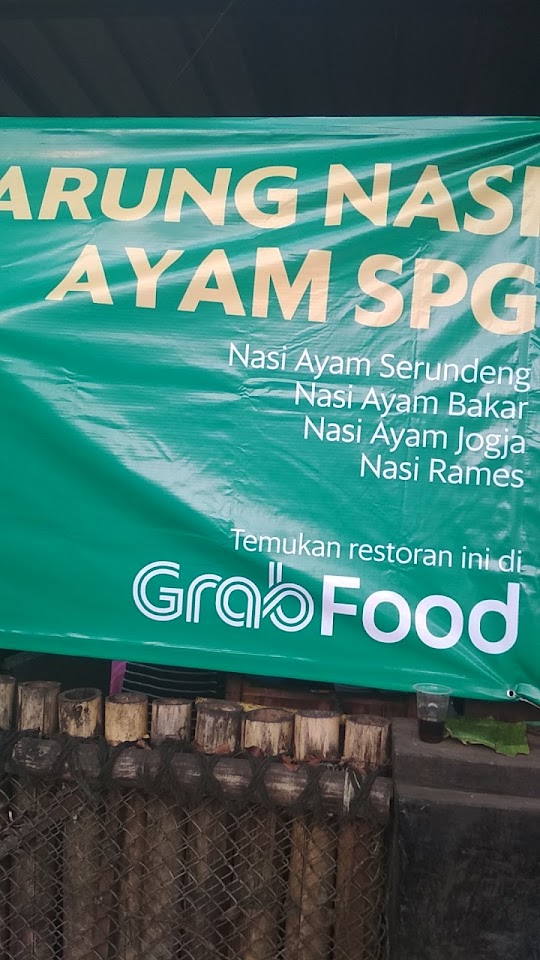 ARUNG NASI
AYAM SPG
Nasi Ayam Serundeng
Nasi Ayam Bakar
Nasi Ayam Jogja
Nasi Rames
Temukan restoran ini di
GrabFood